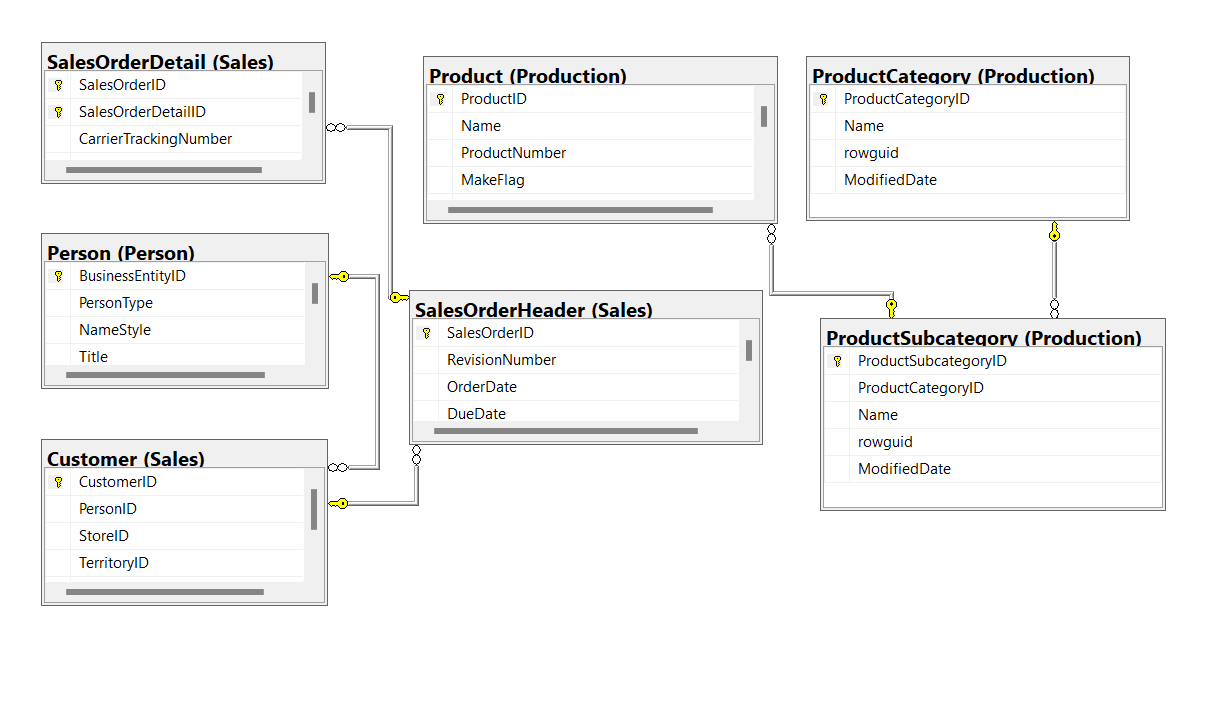 SalesOrderDetail (Sales)
SalesOrderID
SalesOrderDetailID
CarrierTrackingNumber
Product (Production)
ProductID
Name
ProductNumber
MakeFlag
ProductCategory (Production)
ProductCategoryID
Name
rowguid
ModifiedDate
Person (Person)
BusinessEntityID
PersonType
NameStyle
Title
SalesOrderHeader (Sales)
SalesOrderID
RevisionNumber
OrderDate
DueDate
ProductSubcategory (Production)
ProductSubcategoryID
ProductCategoryID
Name
rowguid
ModifiedDate
Customer (Sales)
CustomerID
PersonID
StoreID
TerritoryID